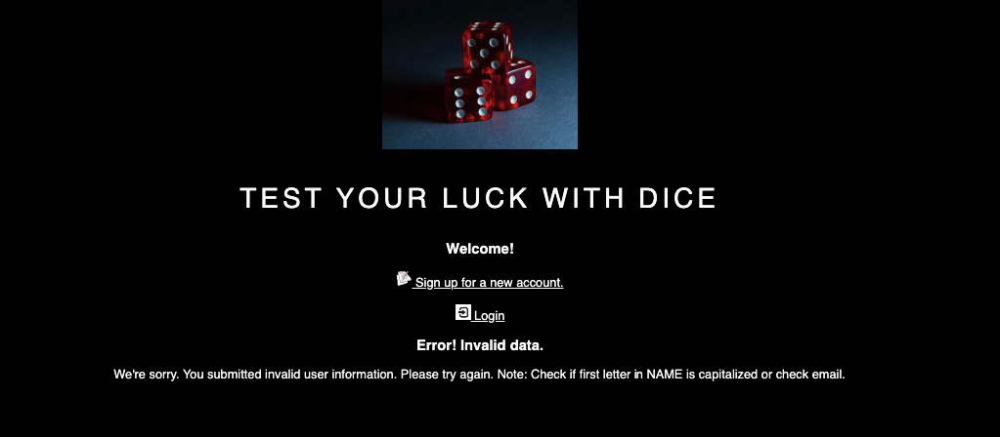 TEST YOUR LUCK WITH DICE
Welcome!
Sign up for a new account.
Login
Error! Invalid data.
We're sorry. You submitted invalid user information. Please try again. Note: Check if first letter in NAME is capitalized or check email.